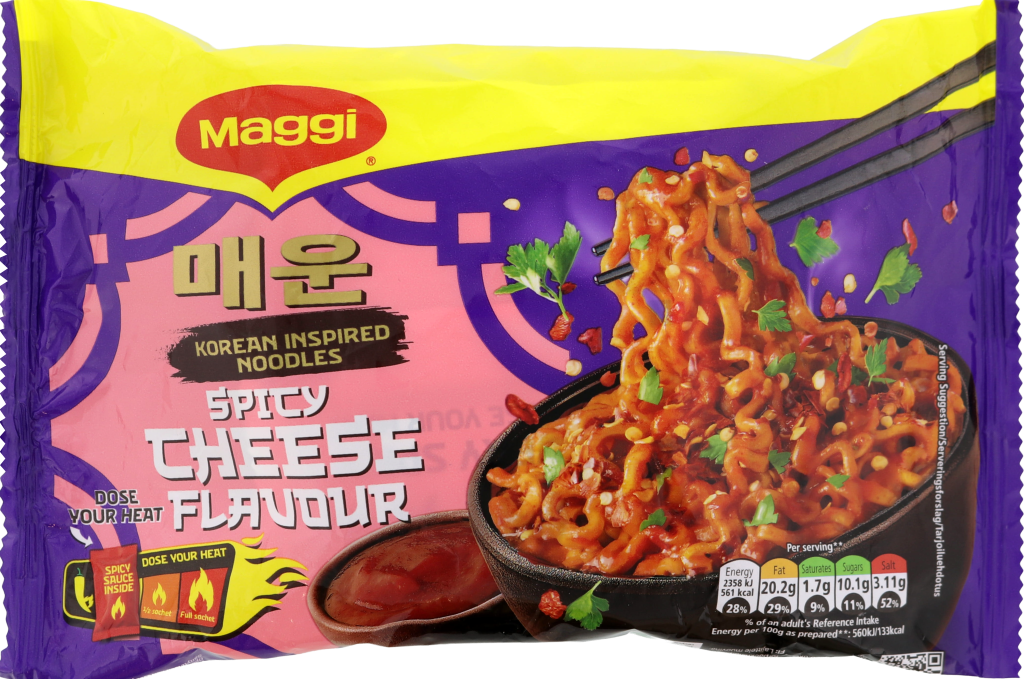 Maggi
®
매운
KOREAN INSPIRED
NOODLES
SPICY
CHEESE
FLAVOUR
DOSE
YOUR HEAT
SPICY
SAUCE
INSIDE
DOSE YOUR HEAT
½ sachet
Full sachet
Serving Suggestion/Serveringsforslag/Tarjoiluehdotus
Per serving**
Energy
2358 kJ
561 kcal
28%
Fat
20.2g
29%
Saturates
1.7g
9%
Sugars
10.1g
11%
Salt
3.11g
52%
% of an adult's Reference Intake
Energy per 100g as prepared**: 560kJ/133kcal